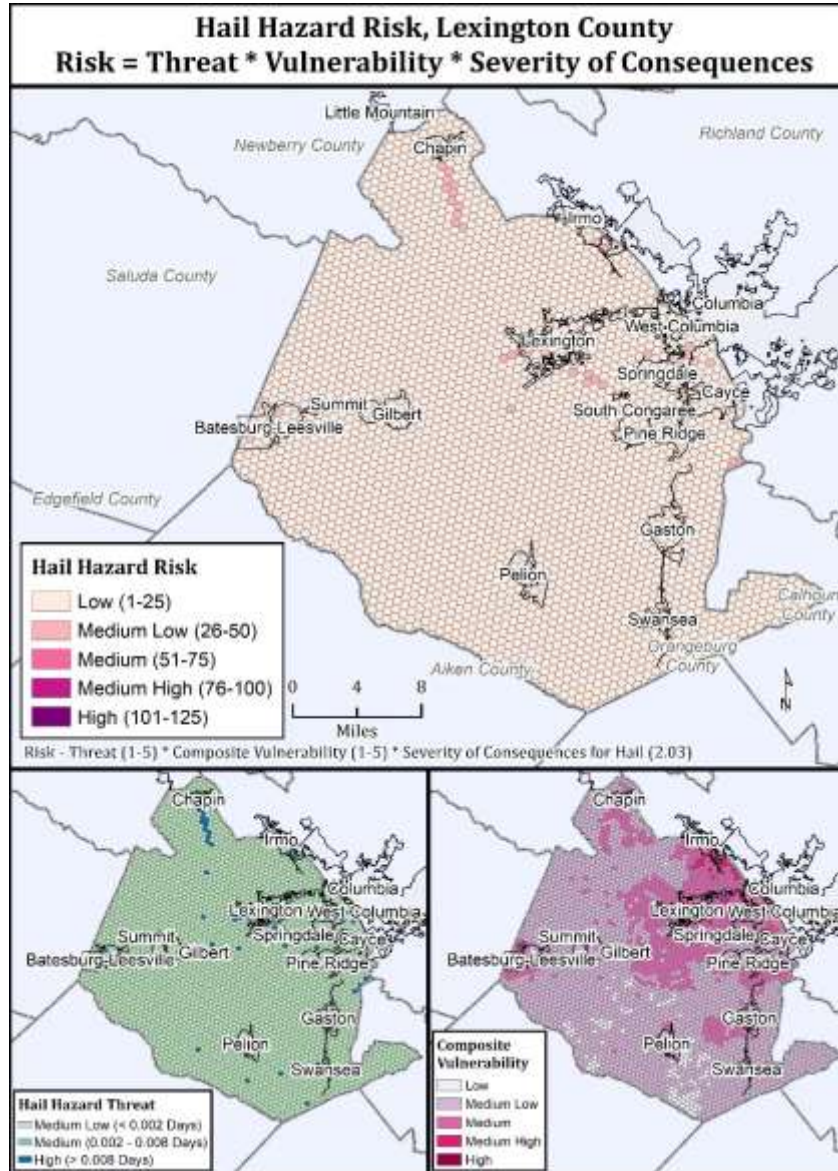 Hail Hazard Risk, Lexington County
Risk = Threat * Vulnerability * Severity of Consequences
Little Mountain
Newberry County
Chapin
Richland County
Irmo
Saluda County
Columbia
West Columbia
Lexington
Springdale
Cayce
Summit
Gilbert
South Congaree
Batesburg-Leesville
Pine Ridge
Edgefield County
Gaston
Hail Hazard Risk
Pelion
Low (1-25)
Calhoun
County
Medium Low (26-50)
Swansea
Medium (51-75)
Orangeburg
County
Aiken County
Medium High (76-100)
0 4 8
High (101-125)
Miles
N
Risk - Threat (1-5) * Composite Vulnerability (1-5) * Severity of Consequences for Hail (2.03)
Chapin
Irmo
Columbia
Lexington West Columbia
Summit
Springdale
Gilbert
Cayce
Batesburg-Leesville
Pine Ridge
Gaston
Pelion
Swansea
Hail Hazard Threat
Medium Low (< 0.002 Days)
Medium (0.002 - 0.008 Days)
High (> 0.008 Days)
Chapin
Irmo
Columbia
Lexington West Columbia
Summit
Springdale
Gilbert
Cayce
Batesburg-Leesville
Pine Ridge
Gaston
Pelion
Swansea
Composite
Vulnerability
Low
Medium Low
Medium
Medium High
High